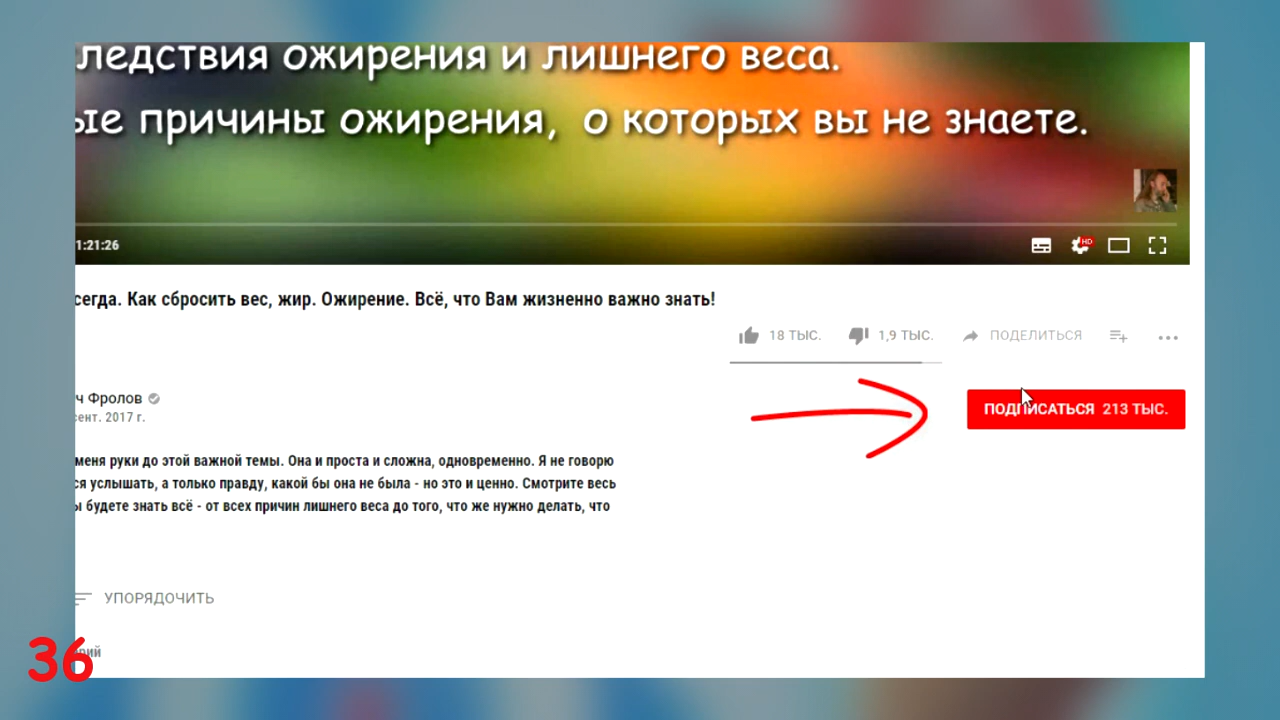 ледствия ожирения и лишнего веса.
ые причины ожирения, о которых вы не знаете.
1:21:26
HD
сегда. Как сбросить вес, жир. Ожирение. Всё, что Вам жизненно важно знать!
18 ТЫС. 1,9 ТЫС. ПОДЕЛИТЬСЯ
ч Фролов
сент. 2017 г.
ПОДПИСАТЬСЯ 213 ТЫС.
меня руки до этой важной темы. Она и проста и сложна, одновременно. Я не говорю
ся услышать, а только правду, какой бы она не была - но это и ценно. Смотрите весь
ы будете знать всё - от всех причин лишнего веса до того, что же нужно делать, что
УПОРЯДОЧИТЬ
рий
36